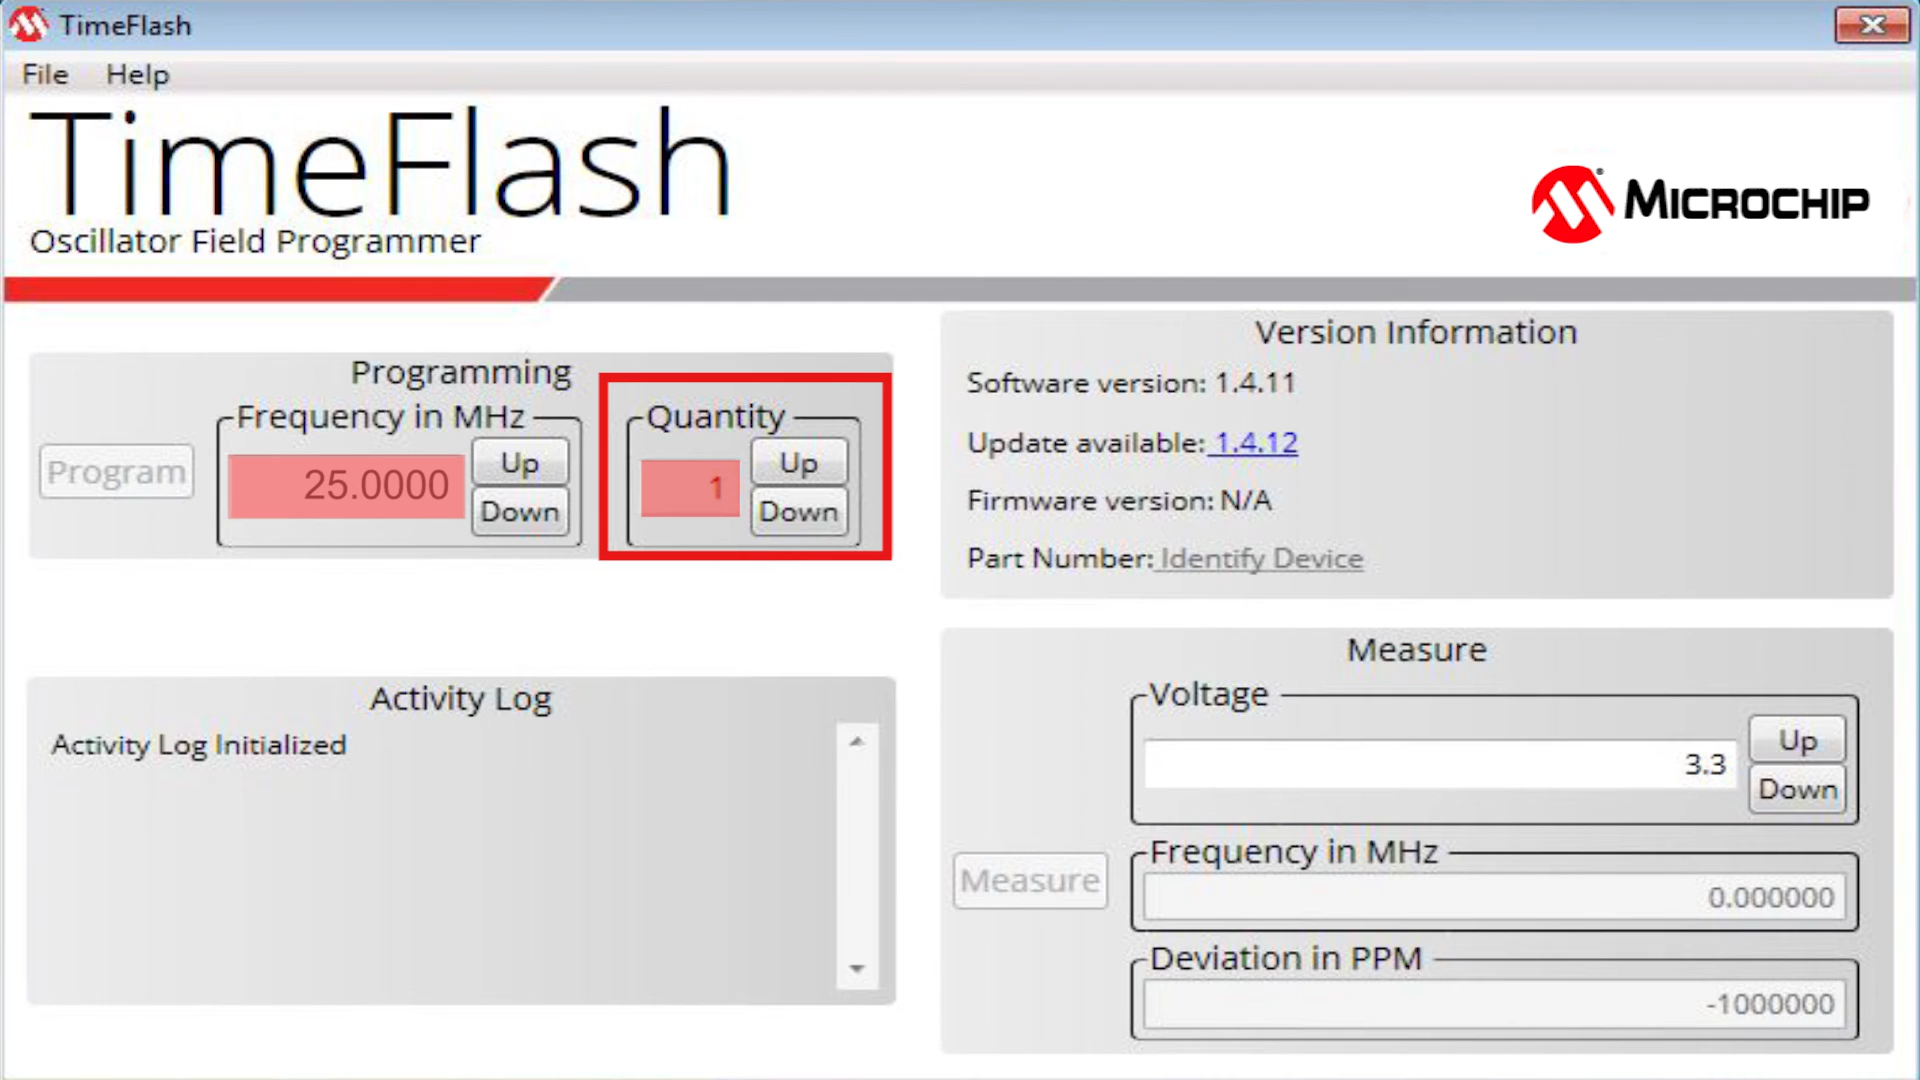 TimeFlash
File Help
TimeFlash
Oscillator Field Programmer
MICROCHIP
Programming
Program
Frequency in MHz
25.0000
Up
Down
Quantity
1
Up
Down
Version Information
Software version: 1.4.11
Update available: 1.4.12
Firmware version: N/A
Part Number: Identify Device
Activity Log
Activity Log Initialized
Measure
Measure
Voltage
3.3
Up
Down
Frequency in MHz
0.000000
Deviation in PPM
-1000000